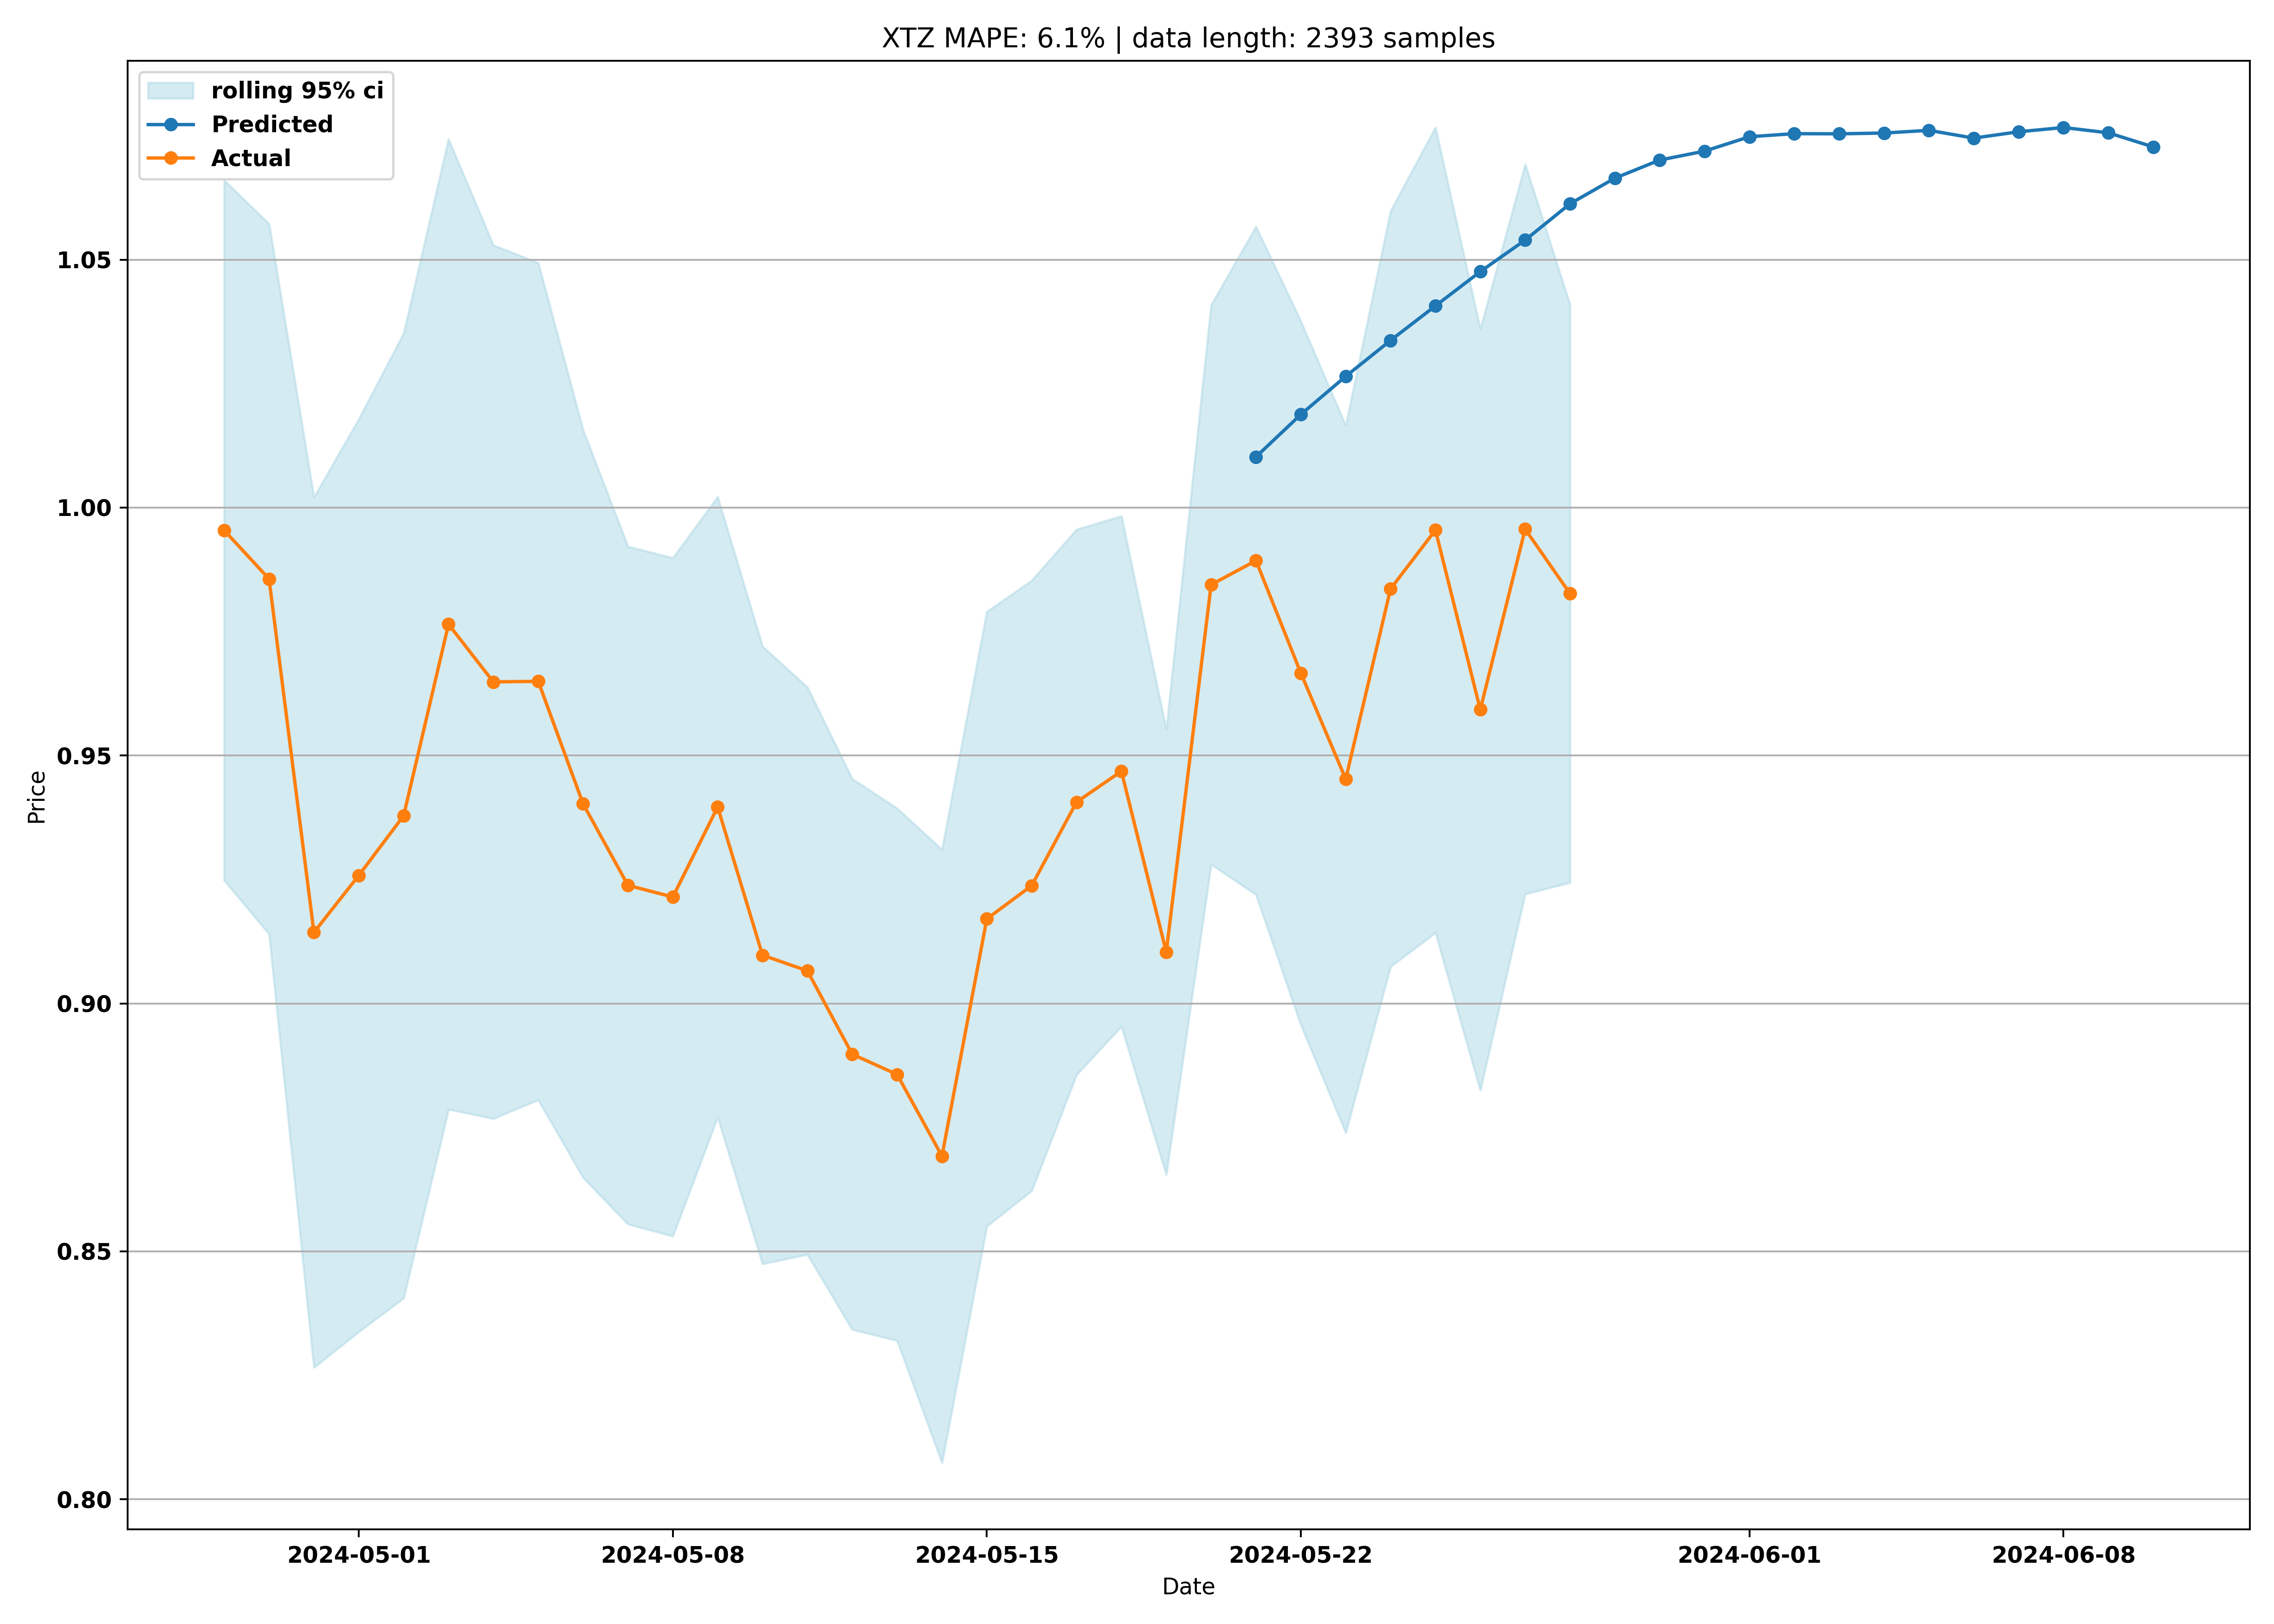 XTZ MAPE: 6.1% | data length: 2393 samples
rolling 95% ci
Predicted
Actual
1.05
1.00
0.95
0.90
0.85
0.80
Price
2024-05-01
2024-05-08
2024-05-15
2024-05-22
2024-06-01
2024-06-08
Date